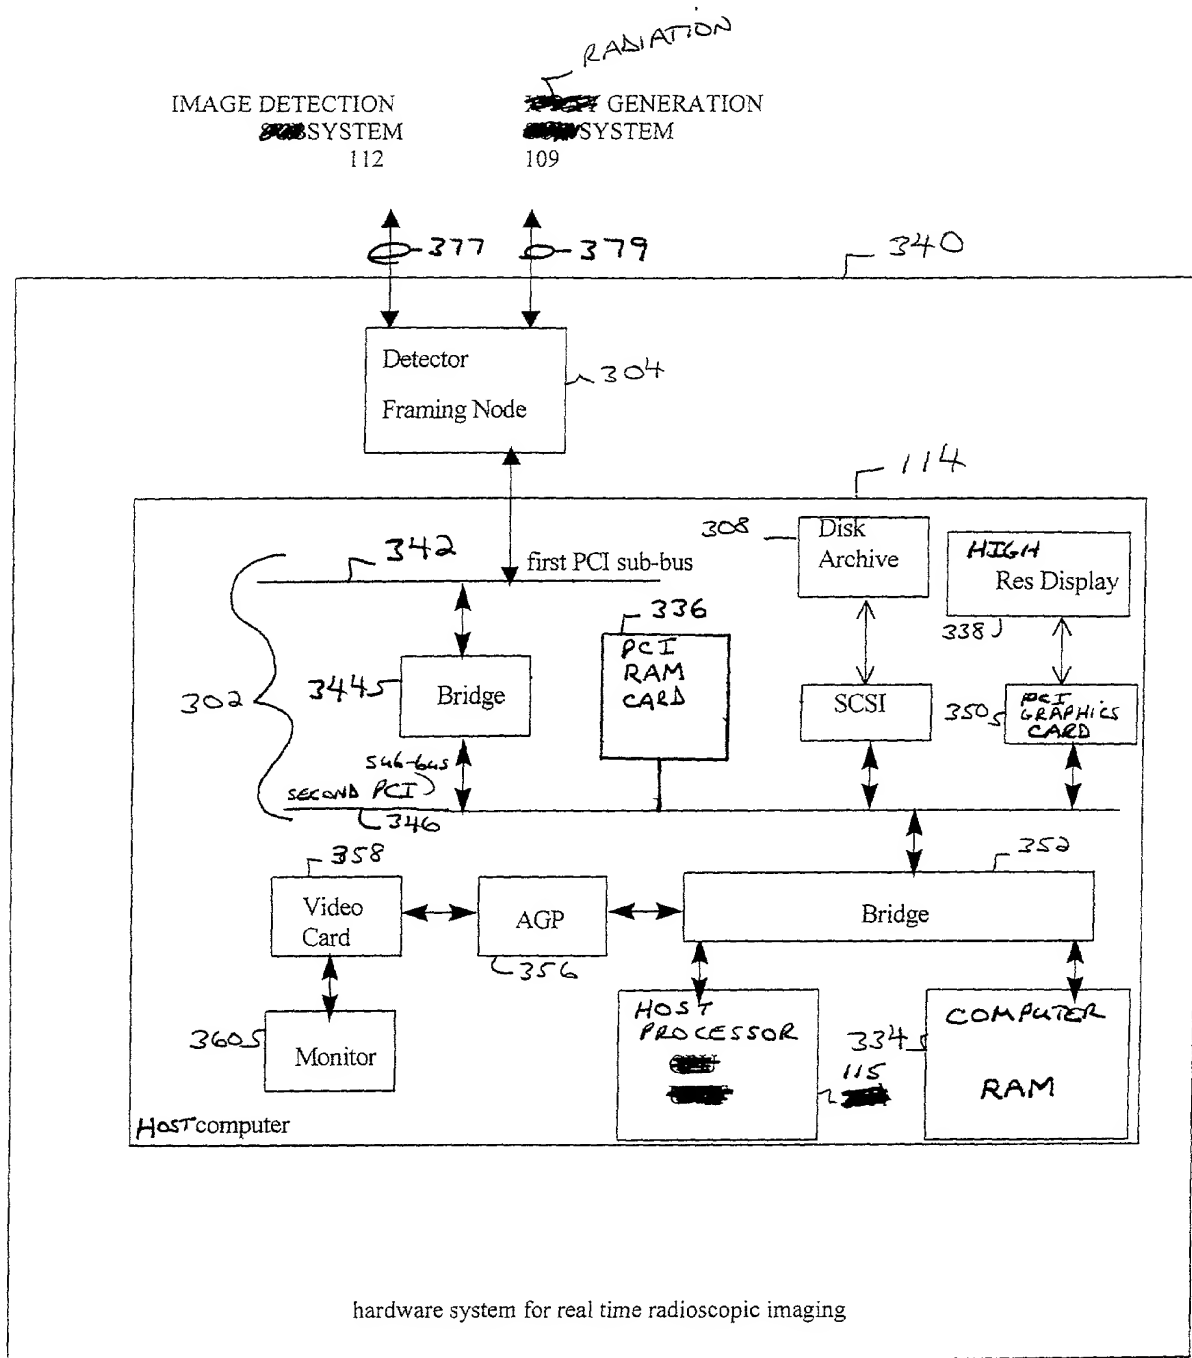 RADIATION
IMAGE DETECTION
SYSTEM
112
GENERATION
SYSTEM
109
377
379
340
Detector
Framing Node
304
114
342
first PCI sub-bus
308
Disk
Archive
HIGH
Res Display
338
336
PCI
RAM
CARD
302
344
Bridge
SCSI
350
PCI
GRAPHICS
CARD
sub-bus
SECOND PCI
346
358
352
Video
Card
AGP
Bridge
356
HOST
PROCESSOR
115
334
COMPUTER
RAM
360
Monitor
HOST computer
hardware system for real time radioscopic imaging